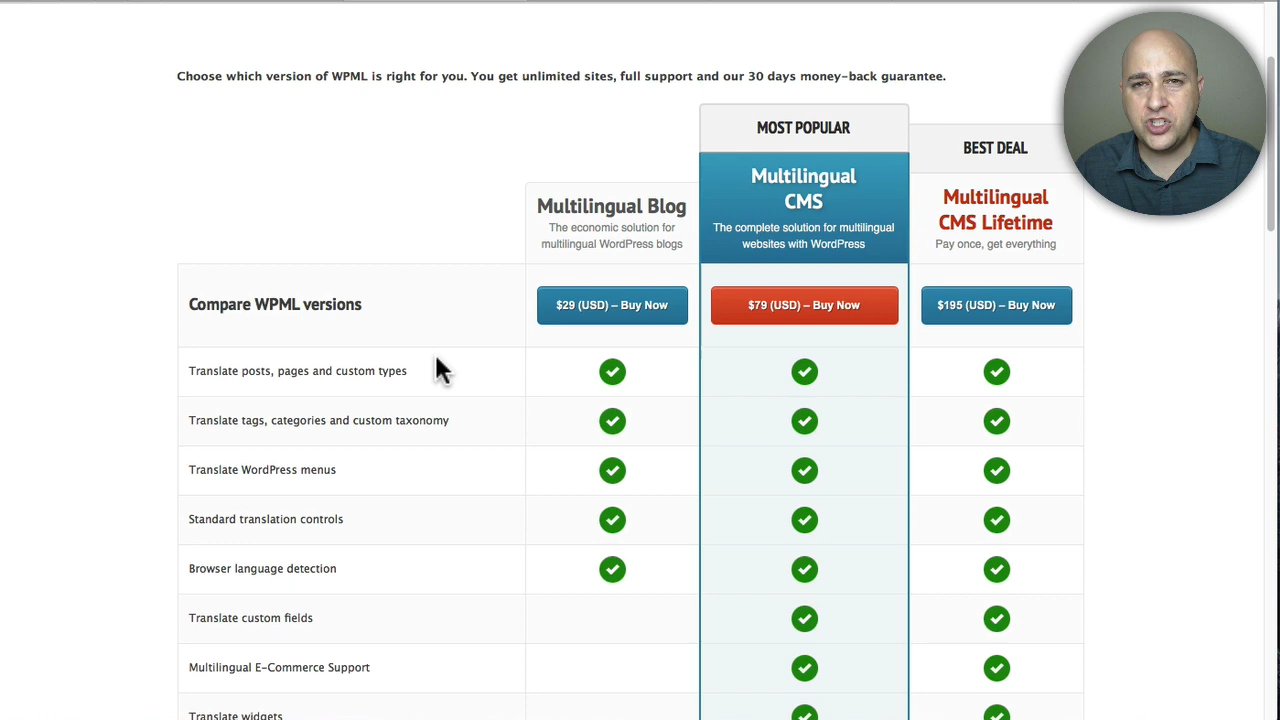 Choose which version of WPML is right for you. You get unlimited sites, full support and our 30 days money-back guarantee.
MOST POPULAR
BEST DEAL
Multilingual Blog
The economic solution for
multilingual WordPress blogs
Multilingual
CMS
The complete solution for multilingual
websites with WordPress
Multilingual
CMS Lifetime
Pay once, get everything
Compare WPML versions
$29 (USD) – Buy Now
$79 (USD) – Buy Now
$195 (USD) – Buy Now
Translate posts, pages and custom types
Translate tags, categories and custom taxonomy
Translate WordPress menus
Standard translation controls
Browser language detection
Translate custom fields
Multilingual E-Commerce Support
Translate widgets